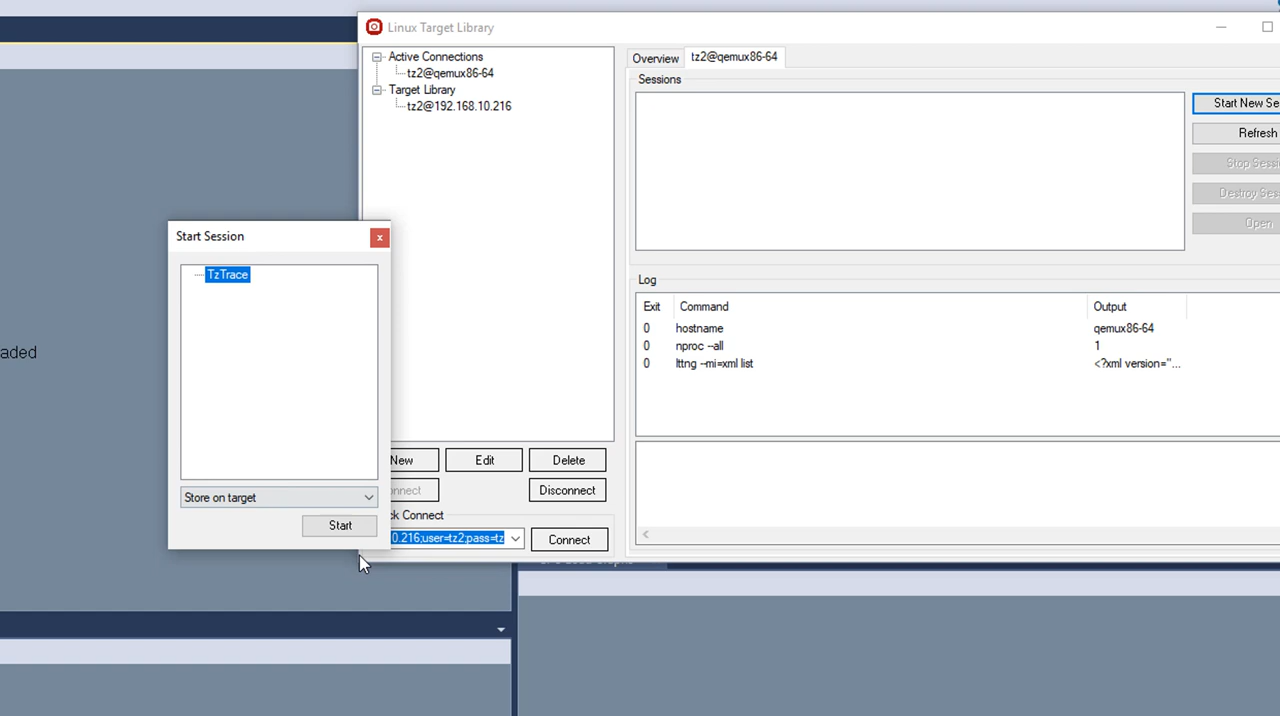 Linux Target Library
Active Connections
tz2@qemux86-64
Target Library
tz2@192.168.10.216
Overview
tz2@qemux86-64
Sessions
Start New Se
Refresh
Stop Sessi
Destroy Ses
Open
Start Session
x
TzTrace
Store on target
Start
aded
Log
Exit Command Output
0 hostname qemux86-64
0 nproc --all 1
0 lttng --mi=xml list <?xml version="...
New
Edit
Delete
nnect
Disconnect
ck Connect
0.216;user=tz2;pass=tz
Connect